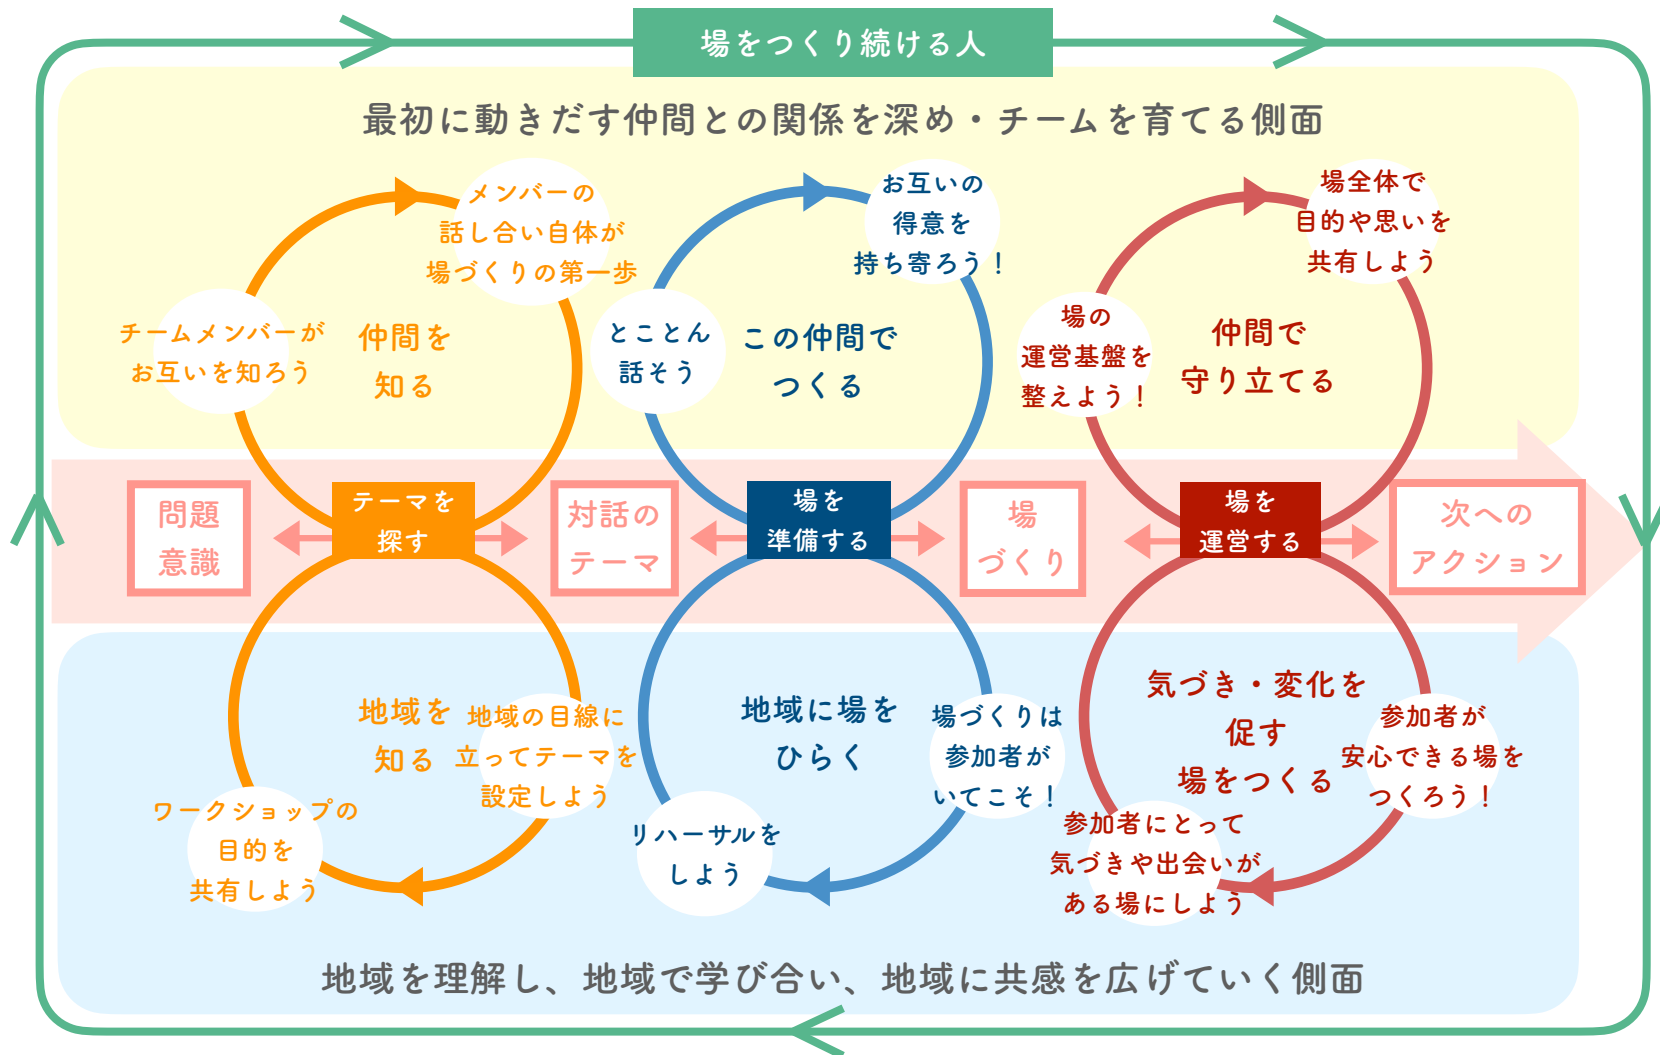 場をつくり続ける人
最初に動きだす仲間との関係を深め・チームを育てる側面
メンバーの
話し合い自体が
場づくりの第一歩
チームメンバーが
お互いを知ろう
仲間を
知る
お互いの
得意を
持ち寄ろう！
とことん
話そう
この仲間で
つくる
場全体で
目的や思いを
共有しよう
場の
運営基盤を
整えよう！
仲間で
守り立てる
問題
意識
テーマを
探す
対話の
テーマ
場を
準備する
場
づくり
場を
運営する
次への
アクション
地域を
知る
地域の目線に
立ってテーマを
設定しよう
ワークショップの
目的を
共有しよう
地域に場を
ひらく
場づくりは
参加者が
いてこそ！
リハーサルを
しよう
気づき・変化を
促す
場をつくる
参加者が
安心できる場を
つくろう！
参加者にとって
気づきや出会いが
ある場にしよう
地域を理解し、地域で学び合い、地域に共感を広げていく側面